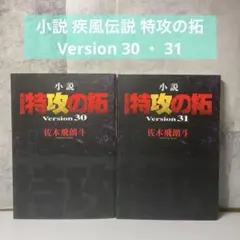 小説 疾風伝説 特攻の拓
Version 30 ・ 31
小説
特攻の拓
Version 30
佐木飛朗斗
小説
特攻の拓
Version 31
佐木飛朗斗